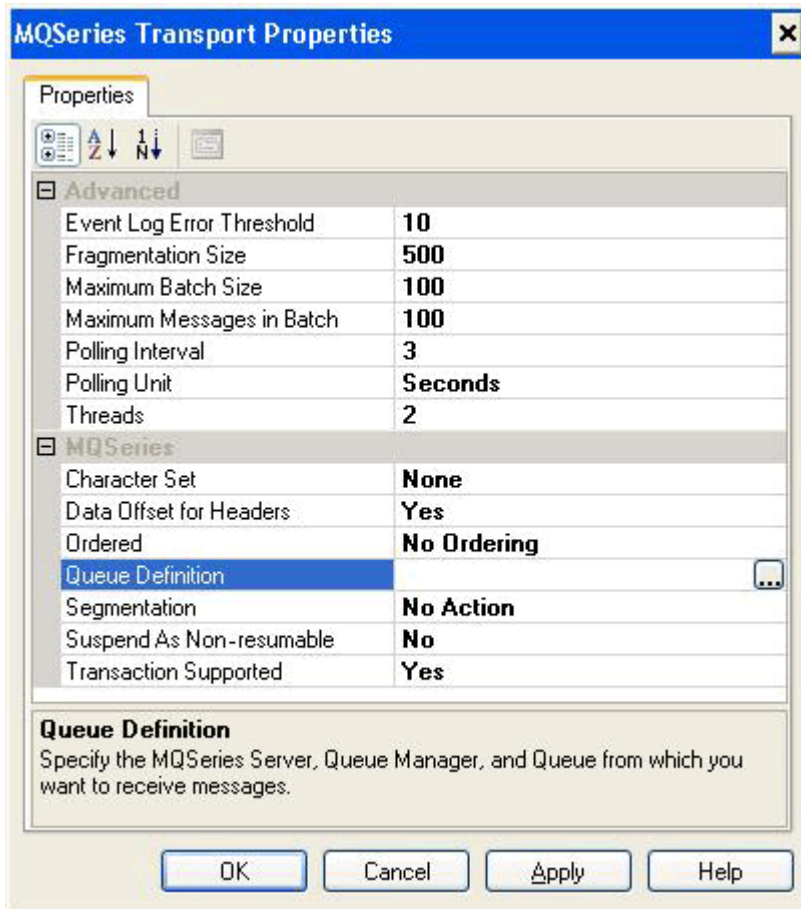 MQSeries Transport Properties
Properties
Advanced
Event Log Error Threshold 10
Fragmentation Size 500
Maximum Batch Size 100
Maximum Messages in Batch 100
Polling Interval 3
Polling Unit Seconds
Threads 2
MQSeries
Character Set None
Data Offset for Headers Yes
Ordered No Ordering
Queue Definition ...
Segmentation No Action
Suspend As Non-resumable No
Transaction Supported Yes
Queue Definition
Specify the MQSeries Server, Queue Manager, and Queue from which you
want to receive messages.
OK Cancel Apply Help